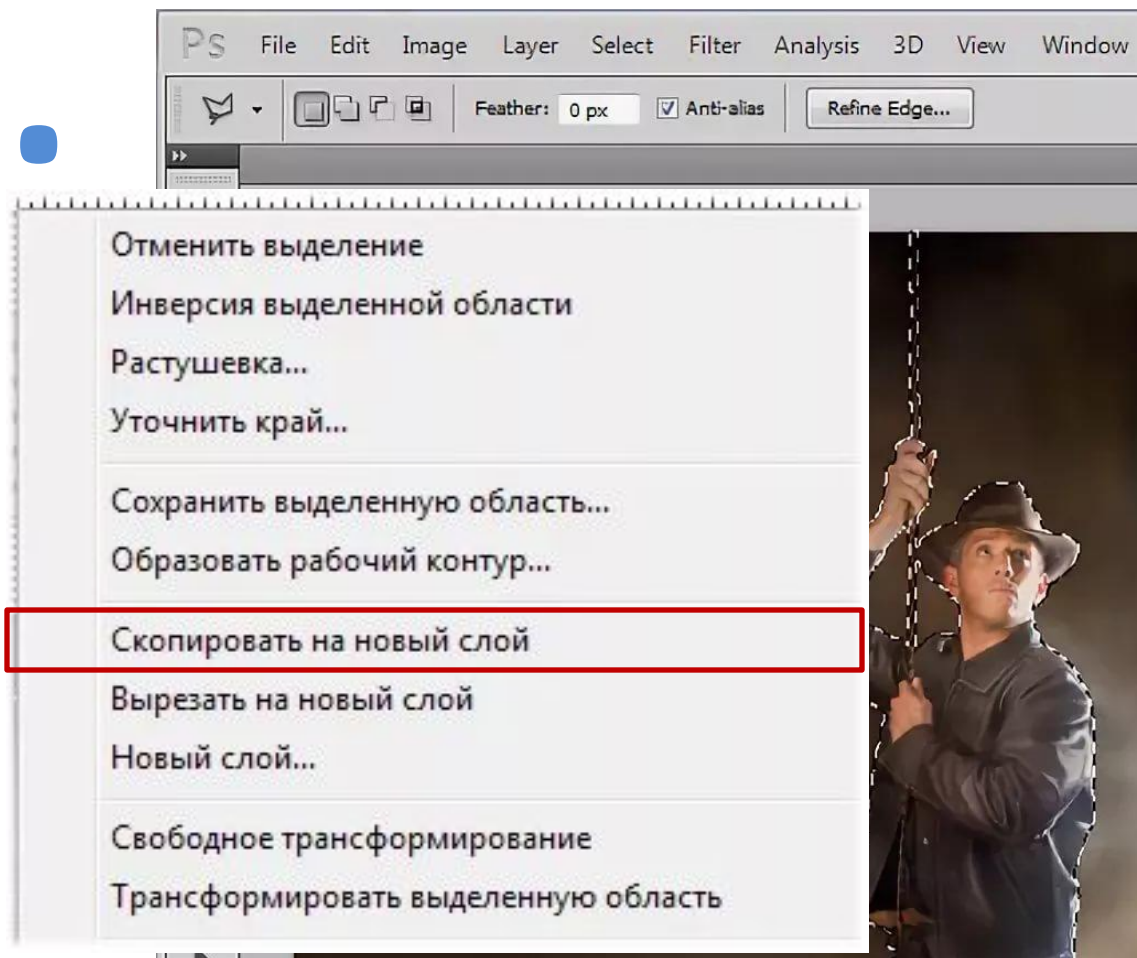 Ps File Edit Image Layer Select Filter Analysis 3D View Window
Feather: 0 px Anti-alias Refine Edge...
Отменить выделение
Инверсия выделенной области
Растушевка...
Уточнить край...
Сохранить выделенную область...
Образовать рабочий контур...
Скопировать на новый слой
Вырезать на новый слой
Новый слой...
Свободное трансформирование
Трансформировать выделенную область